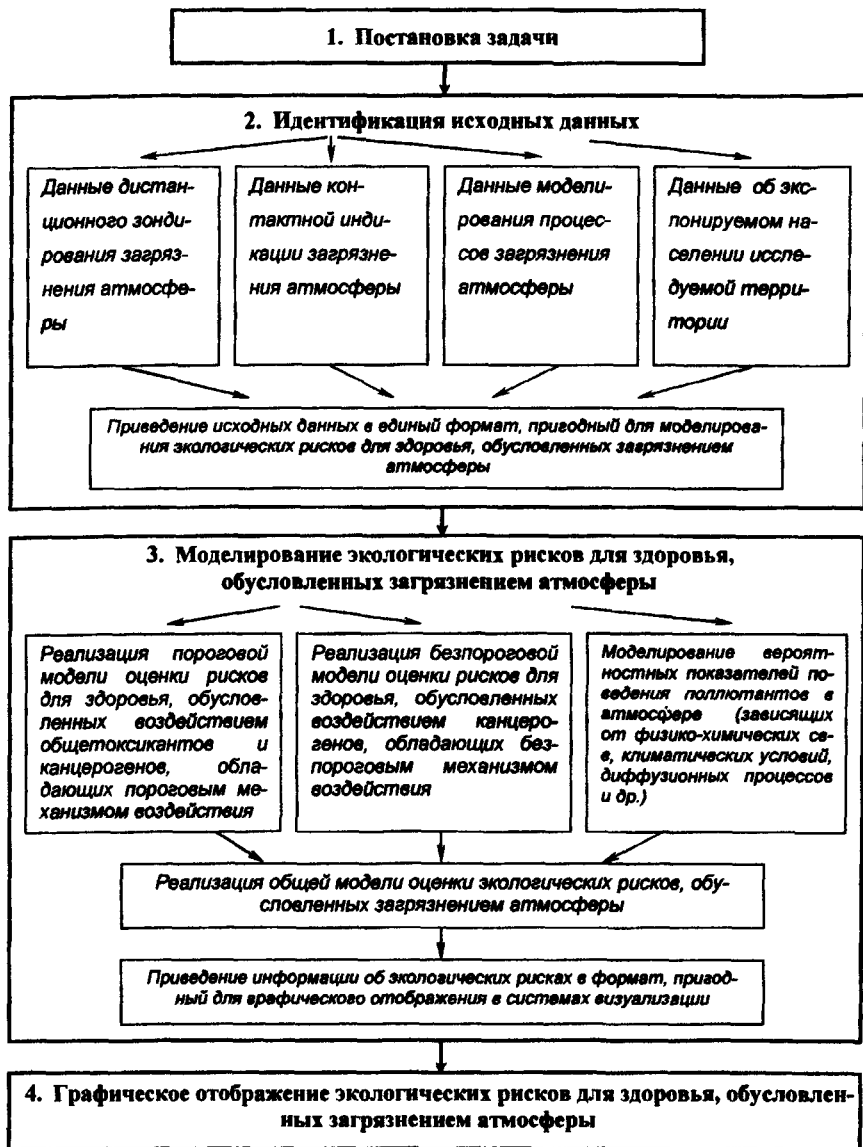 1. Постановка задачи
2. Идентификация исходных данных
Данные дистан-
ционного зонди-
рования загряз-
нения атмосфе-
ры
Данные кон-
тактной инди-
кации загрязне-
ния атмосферы
Данные модели-
рования процес-
сов загрязнения
атмосферы
Данные об экс-
понируемом на-
селении иссле-
дуемой терри-
тории
Приведение исходных данных в единый формат, пригодный для моделирова-
ния экологических рисков для здоровья, обусловленных загрязнением
атмосферы
3. Моделирование экологических рисков для здоровья,
обусловленных загрязнением атмосферы
Реализация пороговой
модели оценки рисков
для здоровья, обуслов-
ленных воздействием
общетоксикантов и
канцерогенов, обла-
дающих пороговым ме-
ханизмом воздействия
Реализация безпороговой
модели оценки рисков для
здоровья, обусловленных
воздействием канцеро-
генов, обладающих без-
пороговым механизмом
воздействия
Моделирование вероят-
ностных показателей по-
ведения поллютантов в
атмосфере (зависящих
от физико-химических св-
в, климатических условий,
диффузионных процессов
и др.)
Реализация общей модели оценки экологических рисков, обу-
словленных загрязнением атмосферы
Приведение информации об экологических рисках в формат, пригод-
ный для графического отображения в системах визуализации
4. Графическое отображение экологических рисков для здоровья, обусловлен-
ных загрязнением атмосферы